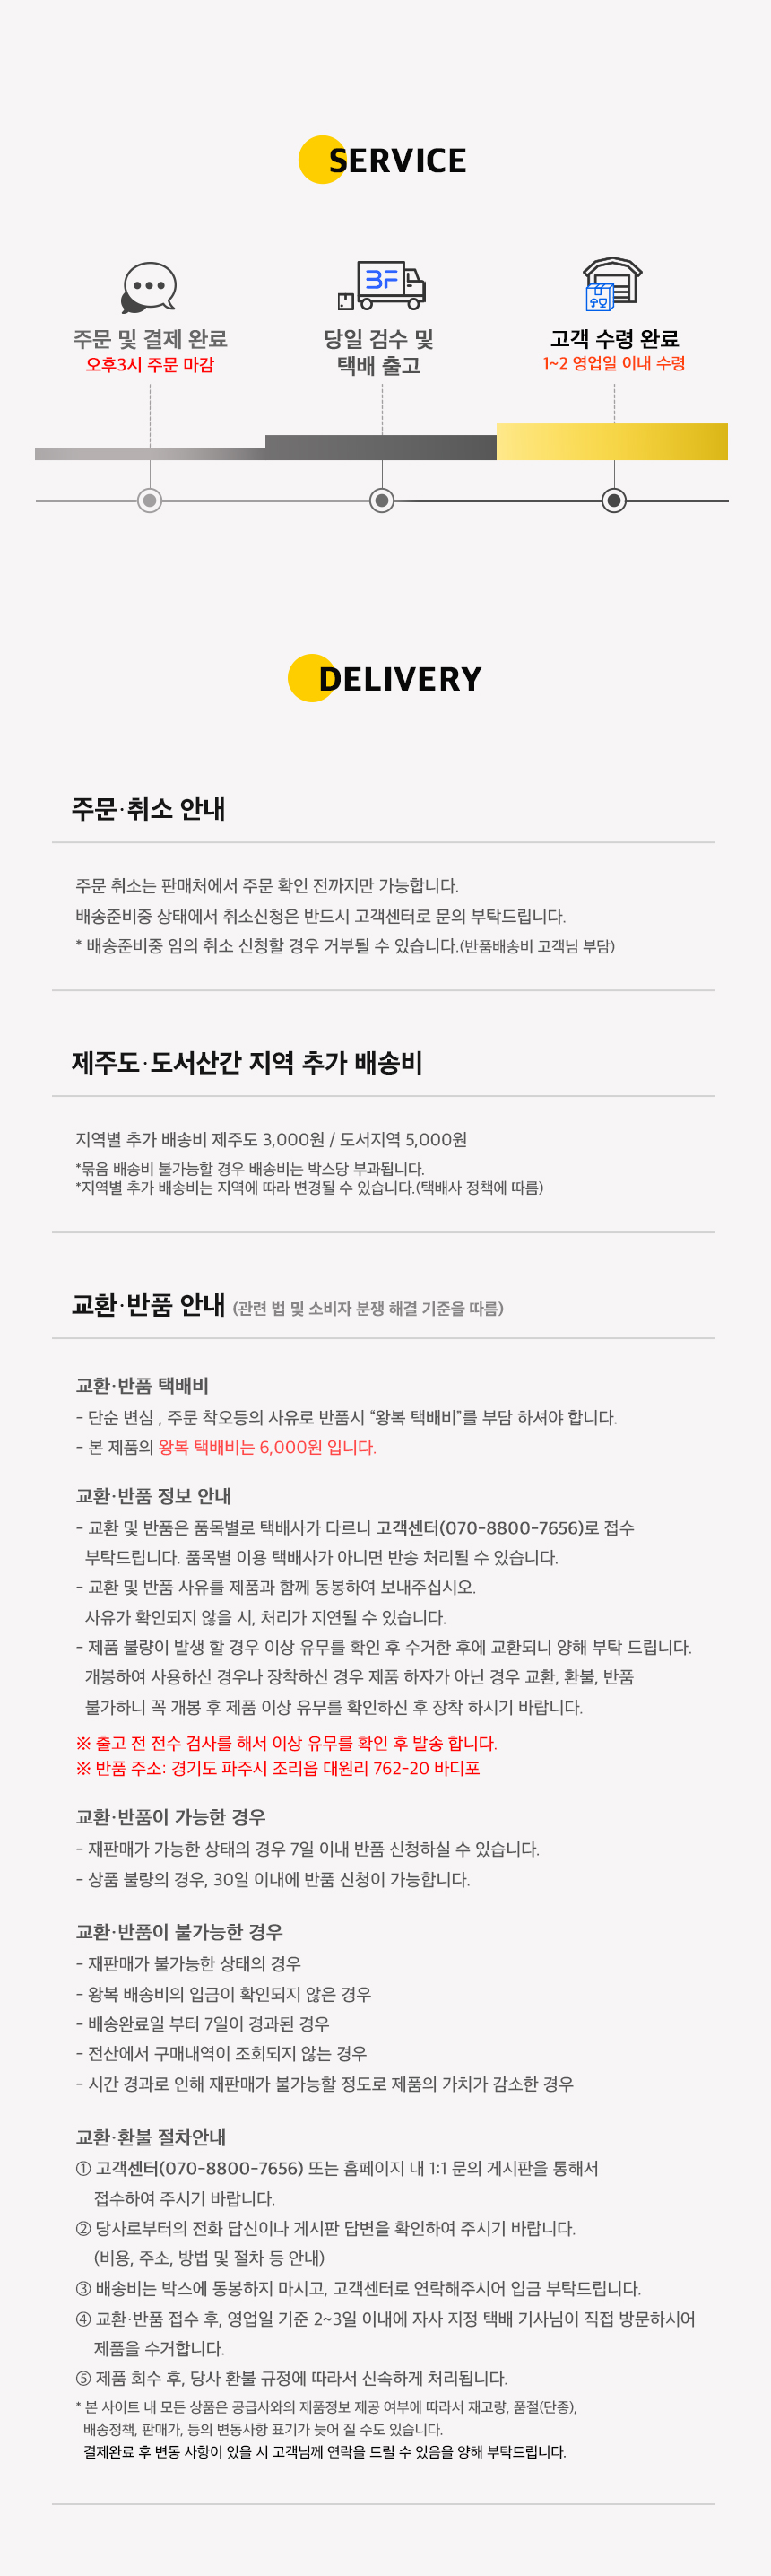 SERVICE
BF
주문 및 결제 완료
오후3시 주문 마감
당일 검수 및
택배 출고
고객 수령 완료
1~2 영업일 이내 수령
DELIVERY
주문·취소 안내
주문 취소는 판매처에서 주문 확인 전까지만 가능합니다.
배송준비중 상태에서 취소신청은 반드시 고객센터로 문의 부탁드립니다.
* 배송준비중 임의 취소 신청할 경우 거부될 수 있습니다.(반품배송비 고객님 부담)
제주도·도서산간 지역 추가 배송비
지역별 추가 배송비 제주도 3,000원 / 도서지역 5,000원
*묶음 배송비 불가능할 경우 배송비는 박스당 부과됩니다.
*지역별 추가 배송비는 지역에 따라 변경될 수 있습니다.(택배사 정책에 따름)
교환·반품 안내 (관련 법 및 소비자 분쟁 해결 기준을 따름)
교환·반품 택배비
- 단순 변심 , 주문 착오등의 사유로 반품시 “왕복 택배비”를 부담 하셔야 합니다.
- 본 제품의 왕복 택배비는 6,000원 입니다.
교환·반품 정보 안내
- 교환 및 반품은 품목별로 택배사가 다르니 고객센터(070-8800-7656)로 접수
부탁드립니다. 품목별 이용 택배사가 아니면 반송 처리될 수 있습니다.
- 교환 및 반품 사유를 제품과 함께 동봉하여 보내주십시오.
사유가 확인되지 않을 시, 처리가 지연될 수 있습니다.
- 제품 불량이 발생 할 경우 이상 유무를 확인 후 수거한 후에 교환되니 양해 부탁 드립니다.
개봉하여 사용하신 경우나 장착하신 경우 제품 하자가 아닌 경우 교환, 환불, 반품
불가하니 꼭 개봉 후 제품 이상 유무를 확인하신 후 장착 하시기 바랍니다.
※ 출고 전 전수 검사를 해서 이상 유무를 확인 후 발송 합니다.
※ 반품 주소: 경기도 파주시 조리읍 대원리 762-20 바디포
교환·반품이 가능한 경우
- 재판매가 가능한 상태의 경우 7일 이내 반품 신청하실 수 있습니다.
- 상품 불량의 경우, 30일 이내에 반품 신청이 가능합니다.
교환·반품이 불가능한 경우
- 재판매가 불가능한 상태의 경우
- 왕복 배송비의 입금이 확인되지 않은 경우
- 배송완료일 부터 7일이 경과된 경우
- 전산에서 구매내역이 조회되지 않는 경우
- 시간 경과로 인해 재판매가 불가능할 정도로 제품의 가치가 감소한 경우
교환·환불 절차안내
① 고객센터(070-8800-7656) 또는 홈페이지 내 1:1 문의 게시판을 통해서
접수하여 주시기 바랍니다.
② 당사로부터의 전화 답신이나 게시판 답변을 확인하여 주시기 바랍니다.
(비용, 주소, 방법 및 절차 등 안내)
③ 배송비는 박스에 동봉하지 마시고, 고객센터로 연락해주시어 입금 부탁드립니다.
④ 교환·반품 접수 후, 영업일 기준 2~3일 이내에 자사 지정 택배 기사님이 직접 방문하시어
제품을 수거합니다.
⑤ 제품 회수 후, 당사 환불 규정에 따라서 신속하게 처리됩니다.
* 본 사이트 내 모든 상품은 공급사와의 제품정보 제공 여부에 따라서 재고량, 품절(단종),
배송정책, 판매가, 등의 변동사항 표기가 늦어 질 수도 있습니다.
결제완료 후 변동 사항이 있을 시 고객님께 연락을 드릴 수 있음을 양해 부탁드립니다.